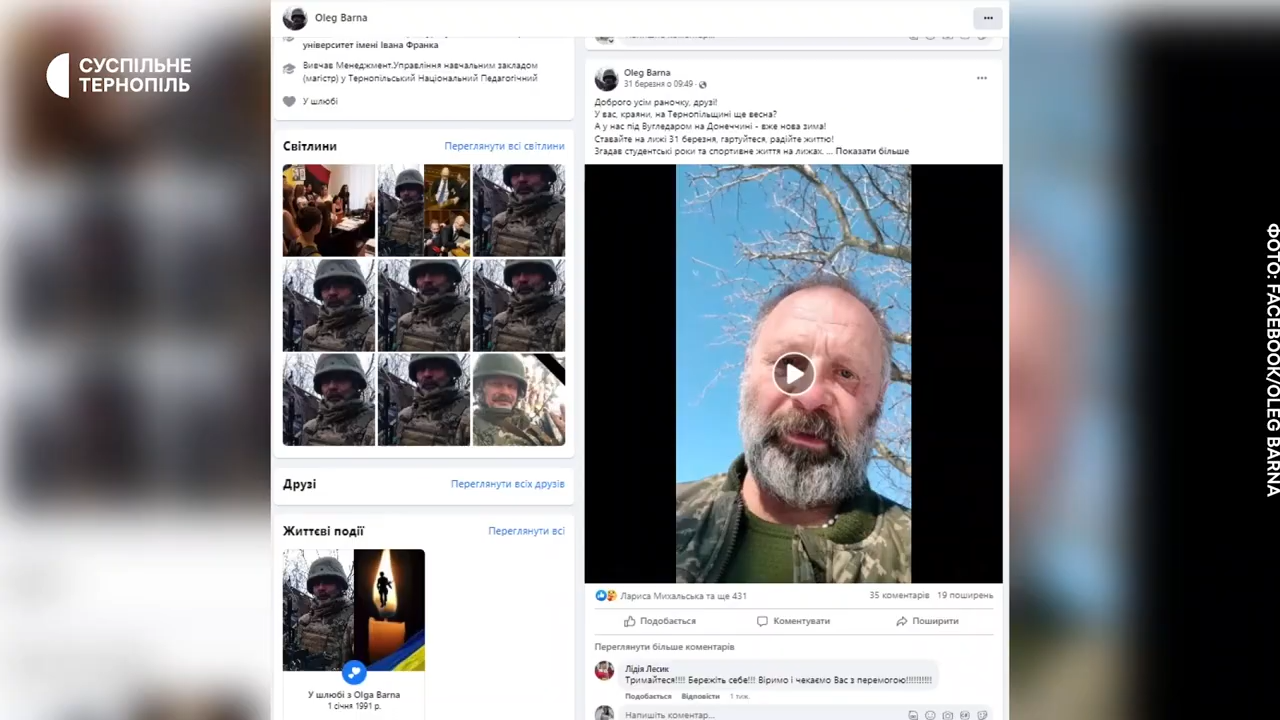 Oleg Barna
СУСПІЛЬНЕ
ТЕРНОПІЛЬ
університет імені Івана Франка
Вивчав Менеджмент.Управління навчальним закладом
(магістр) у Тернопільський Національний Педагогічний
У шлюбі
Світлини
Переглянути всі світлини
Друзі
Переглянути всіх друзів
Життєві події
Переглянути всі
У шлюбі з Olga Barna
1 січня 1991 р.
Oleg Barna
31 березня о 09:49 ·
Доброго усім раночку, друзі!
У вас, краяни, на Тернопільщині ще весна?
А у нас під Вугледаром на Донеччині - вже нова зима!
Ставайте на лижі 31 березня, гартуйтеся, радійте життю!
Згадав студентські роки та спортивне життя на лижах. ... Показати більше
Лариса Михальська та ще 431
35 коментарів 19 поширень
Подобається Коментувати Поширити
Переглянути більше коментарів
Лідія Лесик
Тримайтеся!!!! Бережіть себе!!! Віримо і чекаємо Вас з перемогою!!!!!!!!!!
Подобається Відповісти 1 тиж.
Напишіть коментар...
ФОТО: FACEBOOK/OLEG BARNA